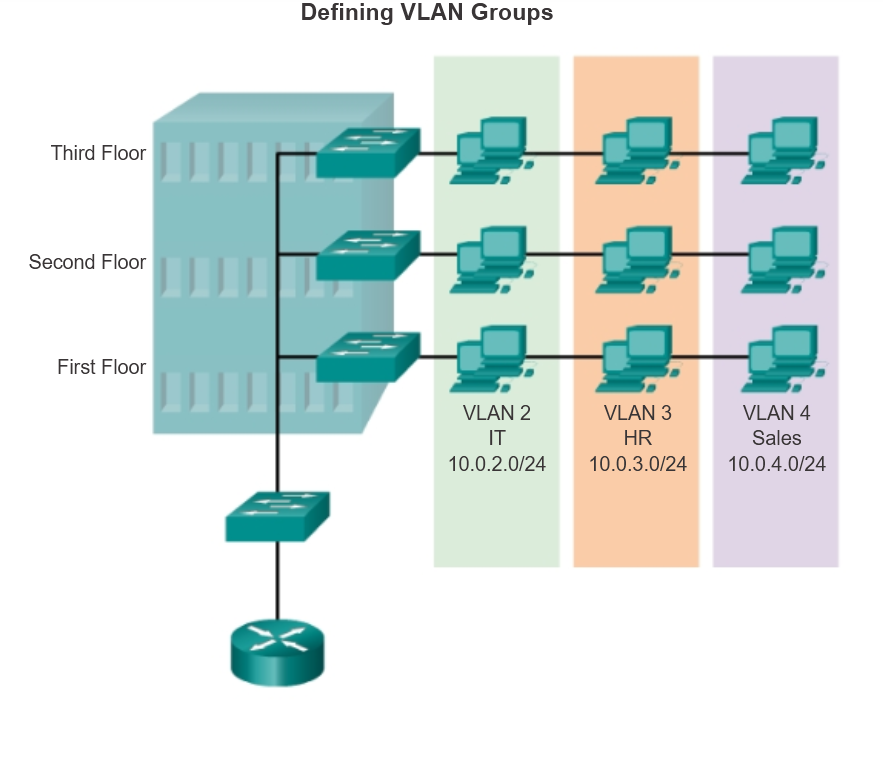 Defining VLAN Groups
Third Floor
Second Floor
First Floor
VLAN 2
IT
10.0.2.0/24
VLAN 3
HR
10.0.3.0/24
VLAN 4
Sales
10.0.4.0/24